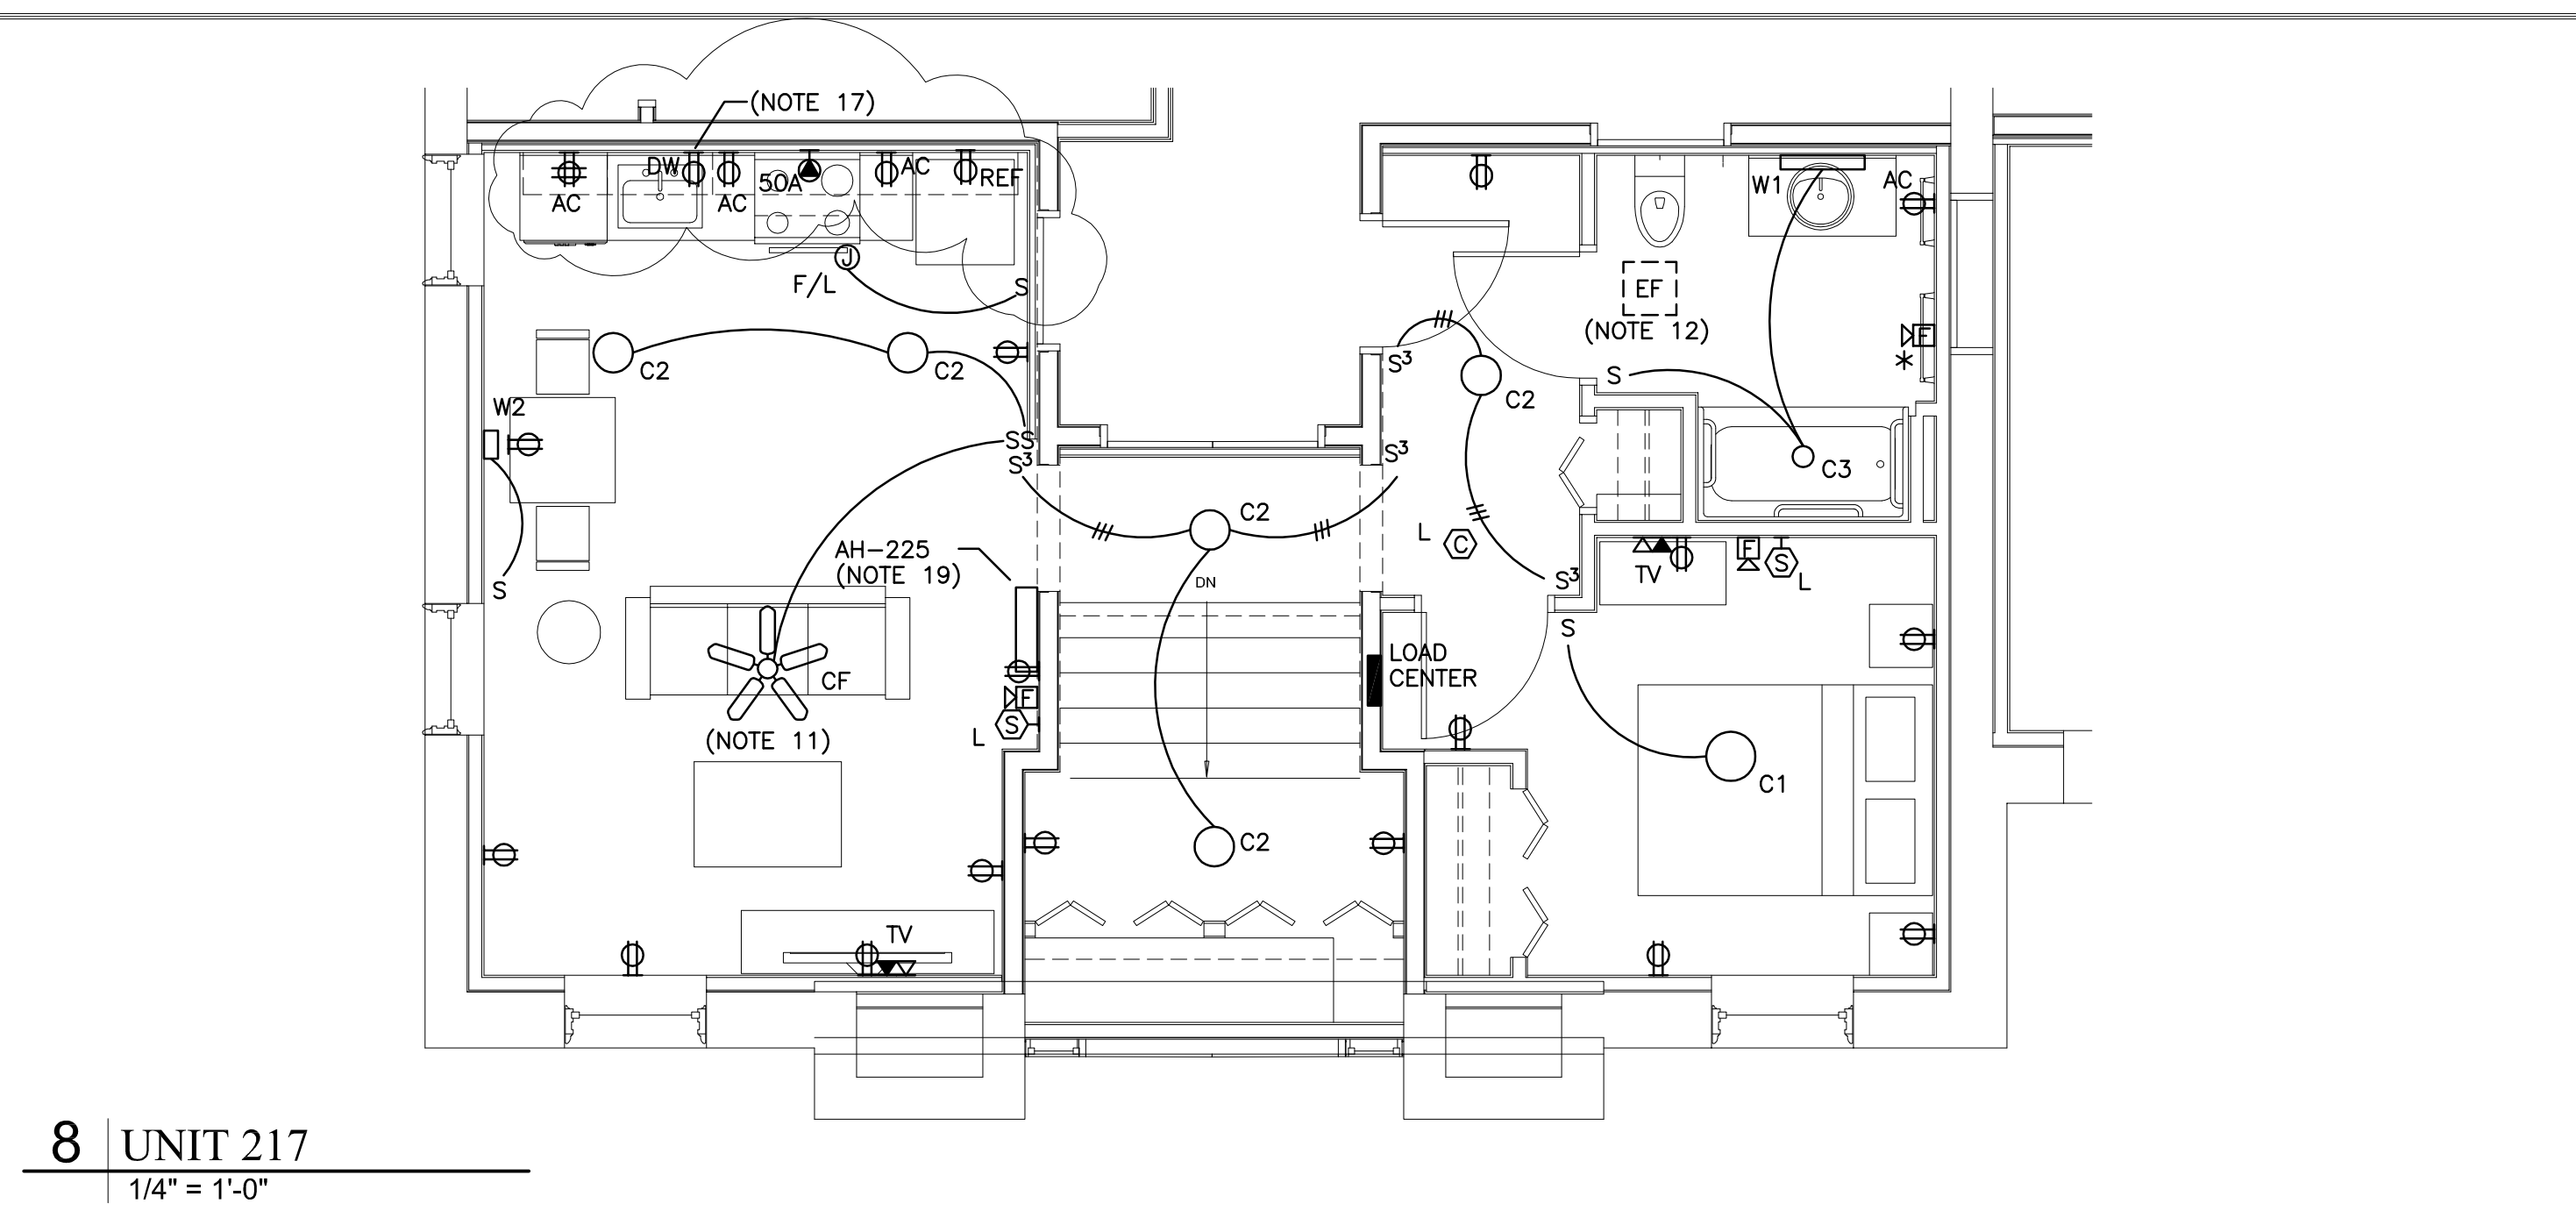 (NOTE 17)
DW
50A
AC
REF
AC
AC
J
F/L
S
C2
C2
W2
SS
S3
S
AH-225
(NOTE 19)
CF
(NOTE 11)
F
S
L
TV
C2
DN
C2
S3
S3
C2
L
C
S3
LOAD
CENTER
W1
AC
EF
(NOTE 12)
F
*
S
C3
TV
F
S
L
S
C1
8
UNIT 217
1/4" = 1'-0"